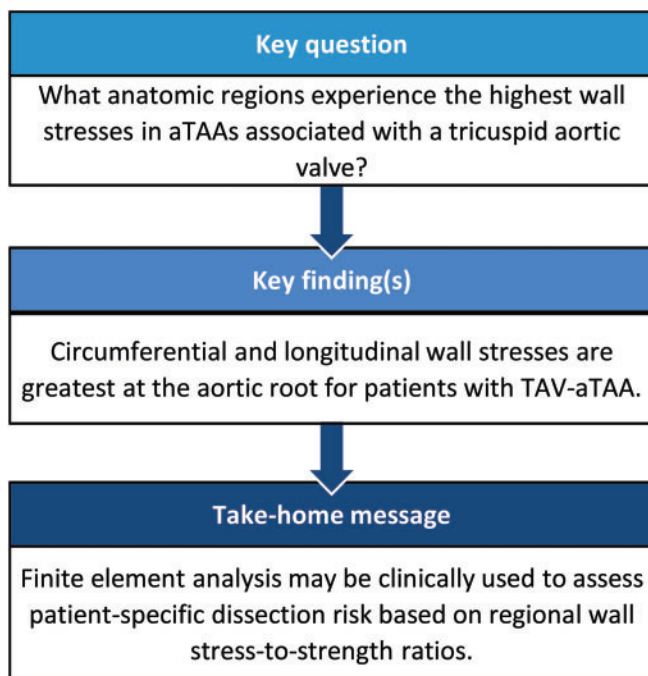 Key question
What anatomic regions experience the highest wall
stresses in aTAAs associated with a tricuspid aortic
valve?
Key finding(s)
Circumferential and longitudinal wall stresses are
greatest at the aortic root for patients with TAV-aTAA.
Take-home message
Finite element analysis may be clinically used to assess
patient-specific dissection risk based on regional wall
stress-to-strength ratios.